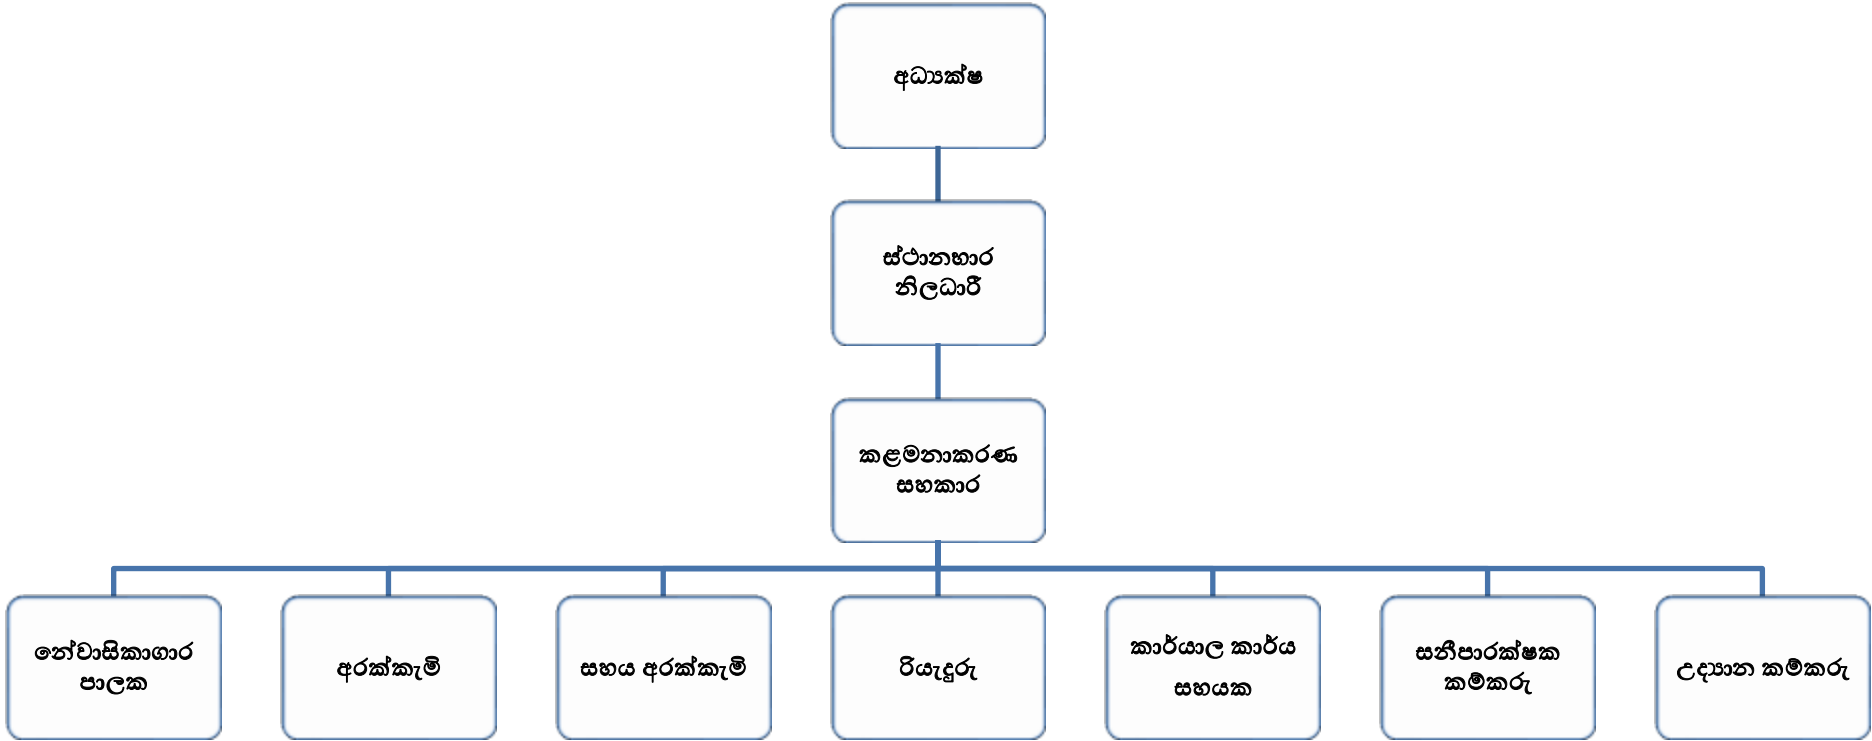 අධ්‍යක්ෂ
ස්ථානභාර
නිලධාරී
කළමනාකරණ
සහකාර
නේවාසිකාගාර
පාලක
අරක්කැමි
සහය අරක්කැමි
රියැදුරු
කාර්යාල කාර්ය
සහයක
සනීපාරක්ෂක
කම්කරු
උද්‍යාන කම්කරු